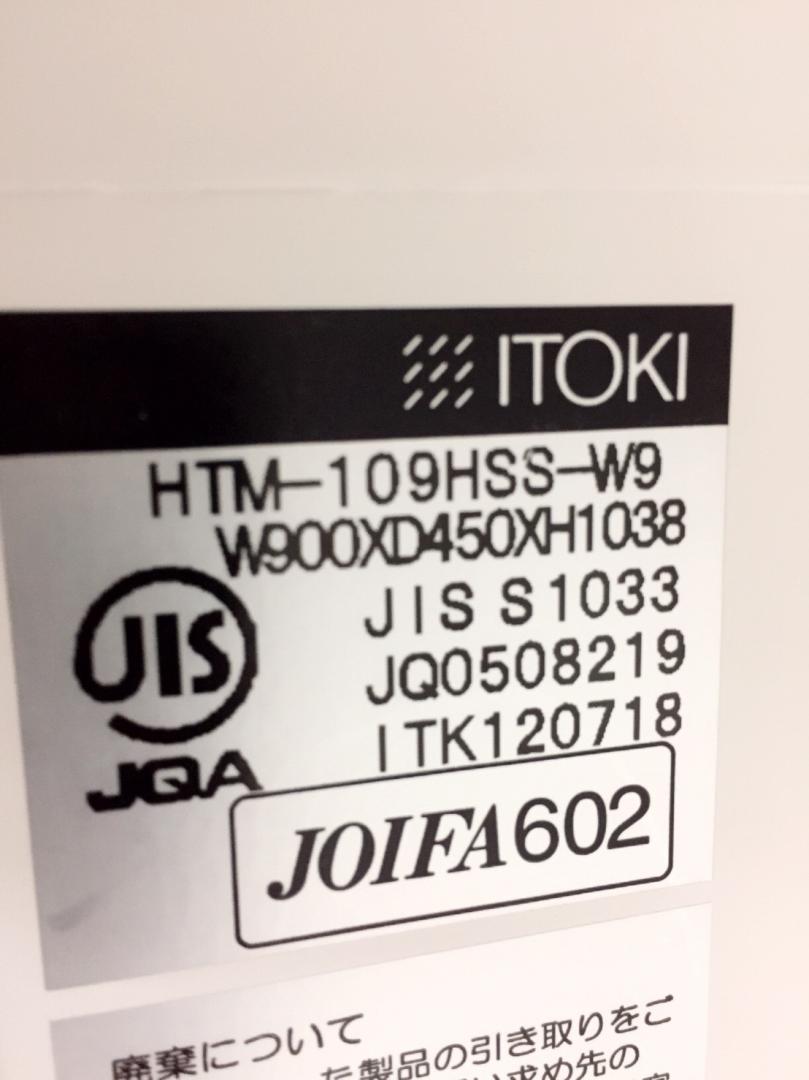 ITOKI
HTM-109HSS-W9
W900XD450XH1038
JIS S1033
JQ0508219
ITK120718
JIS
JQA
JOIFA602
廃棄について
た製品の引き取りをご
求め先の